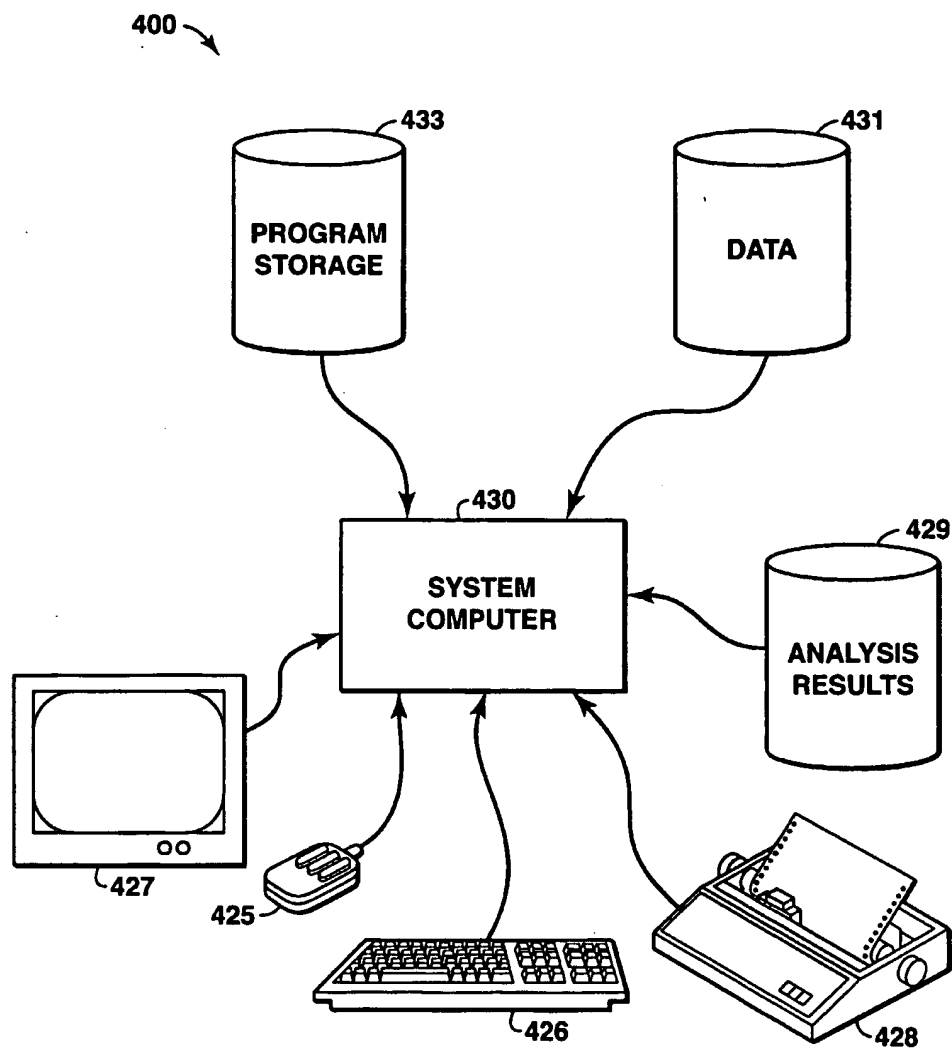 400
433
431
PROGRAM
STORAGE
DATA
430
SYSTEM
COMPUTER
429
ANALYSIS
RESULTS
427
425
426
428